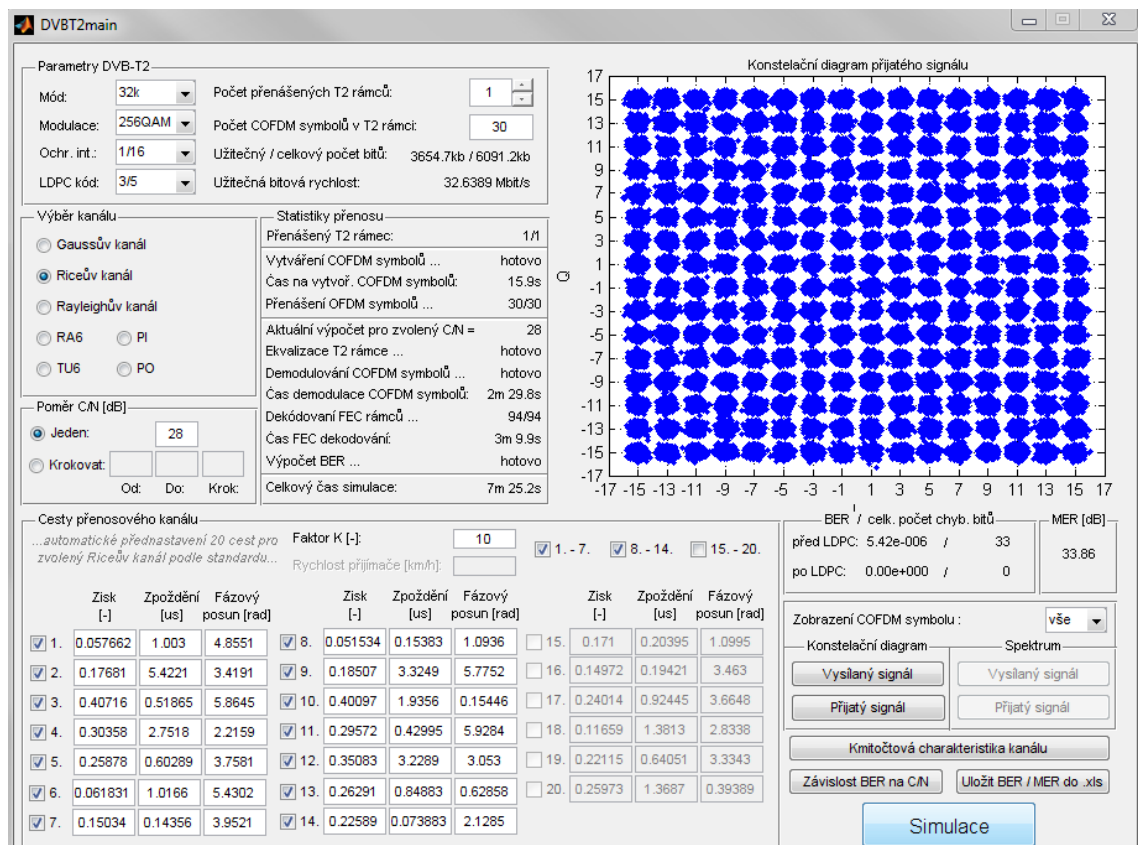 DVBT2main
Parametry DVB-T2
Mód: 32k
Počet přenášených T2 rámců: 1
Modulace: 256QAM
Počet COFDM symbolů v T2 rámci: 30
Ochr. int.: 1/16
Užitečný / celkový počet bitů: 3654.7kb / 6091.2kb
LDPC kód: 3/5
Užitečná bitová rychlost: 32.6389 Mbit/s
Výběr kanálu
Gaussův kanál
Riceův kanál
Rayleighův kanál
RA6 PI
TU6 PO
Poměr C/N [dB]
Jeden: 28
Krokovat:
Od: Do: Krok:
Statistiky přenosu
Přenášený T2 rámec: 1/1
Vytváření COFDM symbolů ... hotovo
Čas na vytvoř. COFDM symbolů: 15.9s
Přenášení OFDM symbolů ... 30/30
Aktuální výpočet pro zvolený C/N = 28
Ekvalizace T2 rámce ... hotovo
Demodulování COFDM symbolů ... hotovo
Čas demodulace COFDM symbolů: 2m 29.8s
Dekódovaní FEC rámců ... 94/94
Čas FEC dekodování: 3m 9.9s
Výpočet BER ... hotovo
Celkový čas simulace: 7m 25.2s
Konstelační diagram přijatého signálu
17
15
13
11
9
7
5
3
1
-1
-3
-5
-7
-9
-11
-13
-15
-17
Q
-17 -15 -13 -11 -9 -7 -5 -3 -1 1 3 5 7 9 11 13 15 17
I
Cesty přenosového kanálu
...automatické přednastavení 20 cest pro
zvolený Riceův kanál podle standardu...
Faktor K [-]: 10
Rychlost přijímače [km/h]:
1. - 7. 8. - 14. 15. - 20.
Zisk [-] Zpoždění [us] Fázový posun [rad]
1. 0.057662 1.003 4.8551
2. 0.17681 5.4221 3.4191
3. 0.40716 0.51865 5.8645
4. 0.30358 2.7518 2.2159
5. 0.25878 0.60289 3.7581
6. 0.061831 1.0166 5.4302
7. 0.15034 0.14356 3.9521
Zisk [-] Zpoždění [us] Fázový posun [rad]
8. 0.051534 0.15383 1.0936
9. 0.18507 3.3249 5.7752
10. 0.40097 1.9356 0.15446
11. 0.29572 0.42995 5.9284
12. 0.35083 3.2289 3.053
13. 0.26291 0.84883 0.62858
14. 0.22589 0.073883 2.1285
Zisk [-] Zpoždění [us] Fázový posun [rad]
15. 0.171 0.20395 1.0995
16. 0.14972 0.19421 3.463
17. 0.24014 0.92445 3.6648
18. 0.11659 1.3813 2.8338
19. 0.22115 0.64051 3.3343
20. 0.25973 1.3687 0.39389
BER / celk. počet chyb. bitů
před LDPC: 5.42e-006 / 33
po LDPC: 0.00e+000 / 0
MER [dB]
33.86
Zobrazení COFDM symbolu : vše
Konstelační diagram
Vysílaný signál
Přijatý signál
Spektrum
Vysílaný signál
Přijatý signál
Kmitočtová charakteristika kanálu
Závislost BER na C/N
Uložit BER / MER do .xls
Simulace